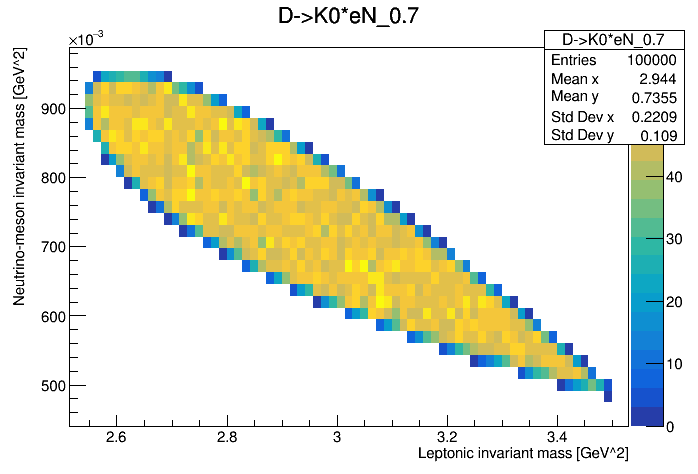 D->K0*eN_0.7
×10⁻³
Neutrino-meson invariant mass [GeV^2]
900
800
700
600
500
2.6 2.8 3 3.2 3.4
Leptonic invariant mass [GeV^2]
D->K0*eN_0.7
Entries 100000
Mean x 2.944
Mean y 0.7355
Std Dev x 0.2209
Std Dev y 0.109
40
30
20
10
0